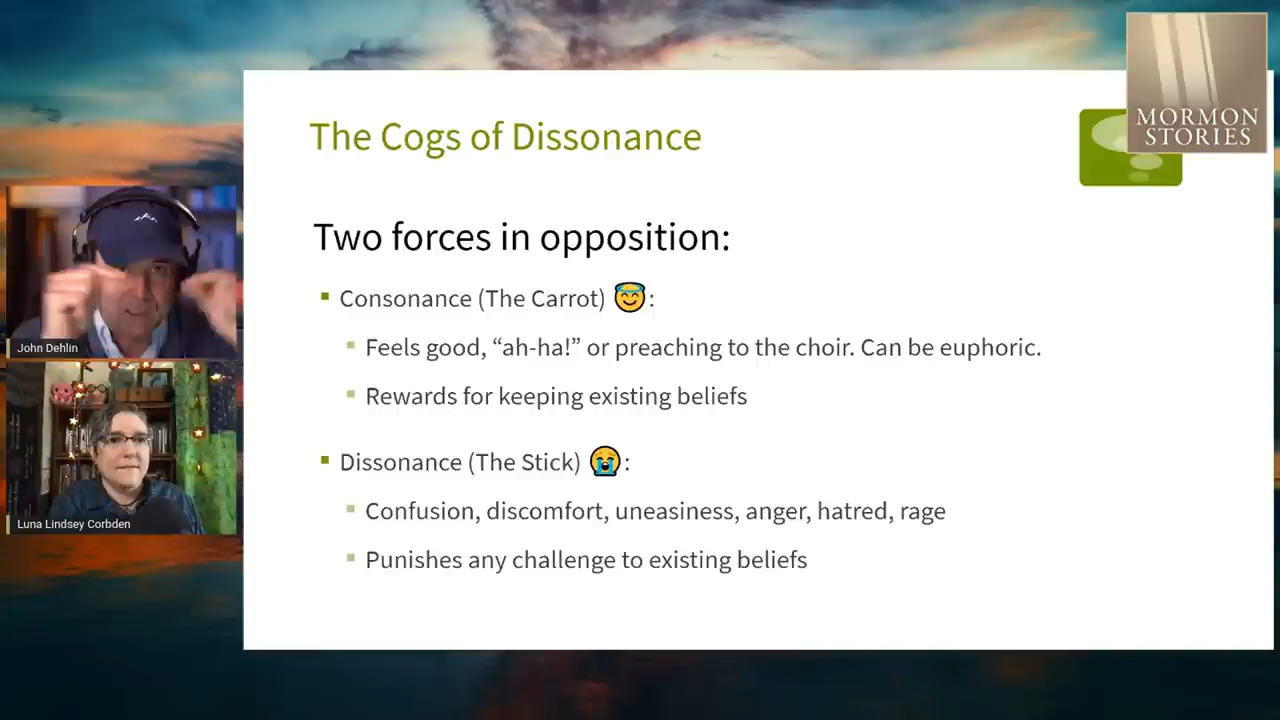 MORMON
STORIES
The Cogs of Dissonance
Two forces in opposition:
Consonance (The Carrot) 😇:
Feels good, “ah-ha!” or preaching to the choir. Can be euphoric.
Rewards for keeping existing beliefs
Dissonance (The Stick) 😭:
Confusion, discomfort, uneasiness, anger, hatred, rage
Punishes any challenge to existing beliefs
John Dehlin
Luna Lindsey Corbden